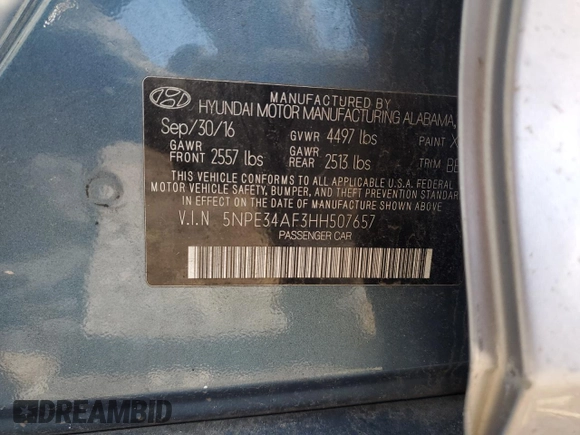 MANUFACTURED BY
HYUNDAI MOTOR MANUFACTURING ALABAMA,
Sep/30/16 GVWR 4497 lbs PAINT X
GAWR FRONT 2557 lbs GAWR REAR 2513 lbs TRIM BE
THIS VEHICLE CONFORMS TO ALL APPLICABLE U.S.A. FEDERAL
MOTOR VEHICLE SAFETY, BUMPER, AND THEFT PREVENTION STANDARDS
IN EFFECT ON THE DATE OF MANUFACTURE SHOWN ABOVE.
V.I.N 5NPE34AF3HH507657
PASSENGER CAR
DREAMBID